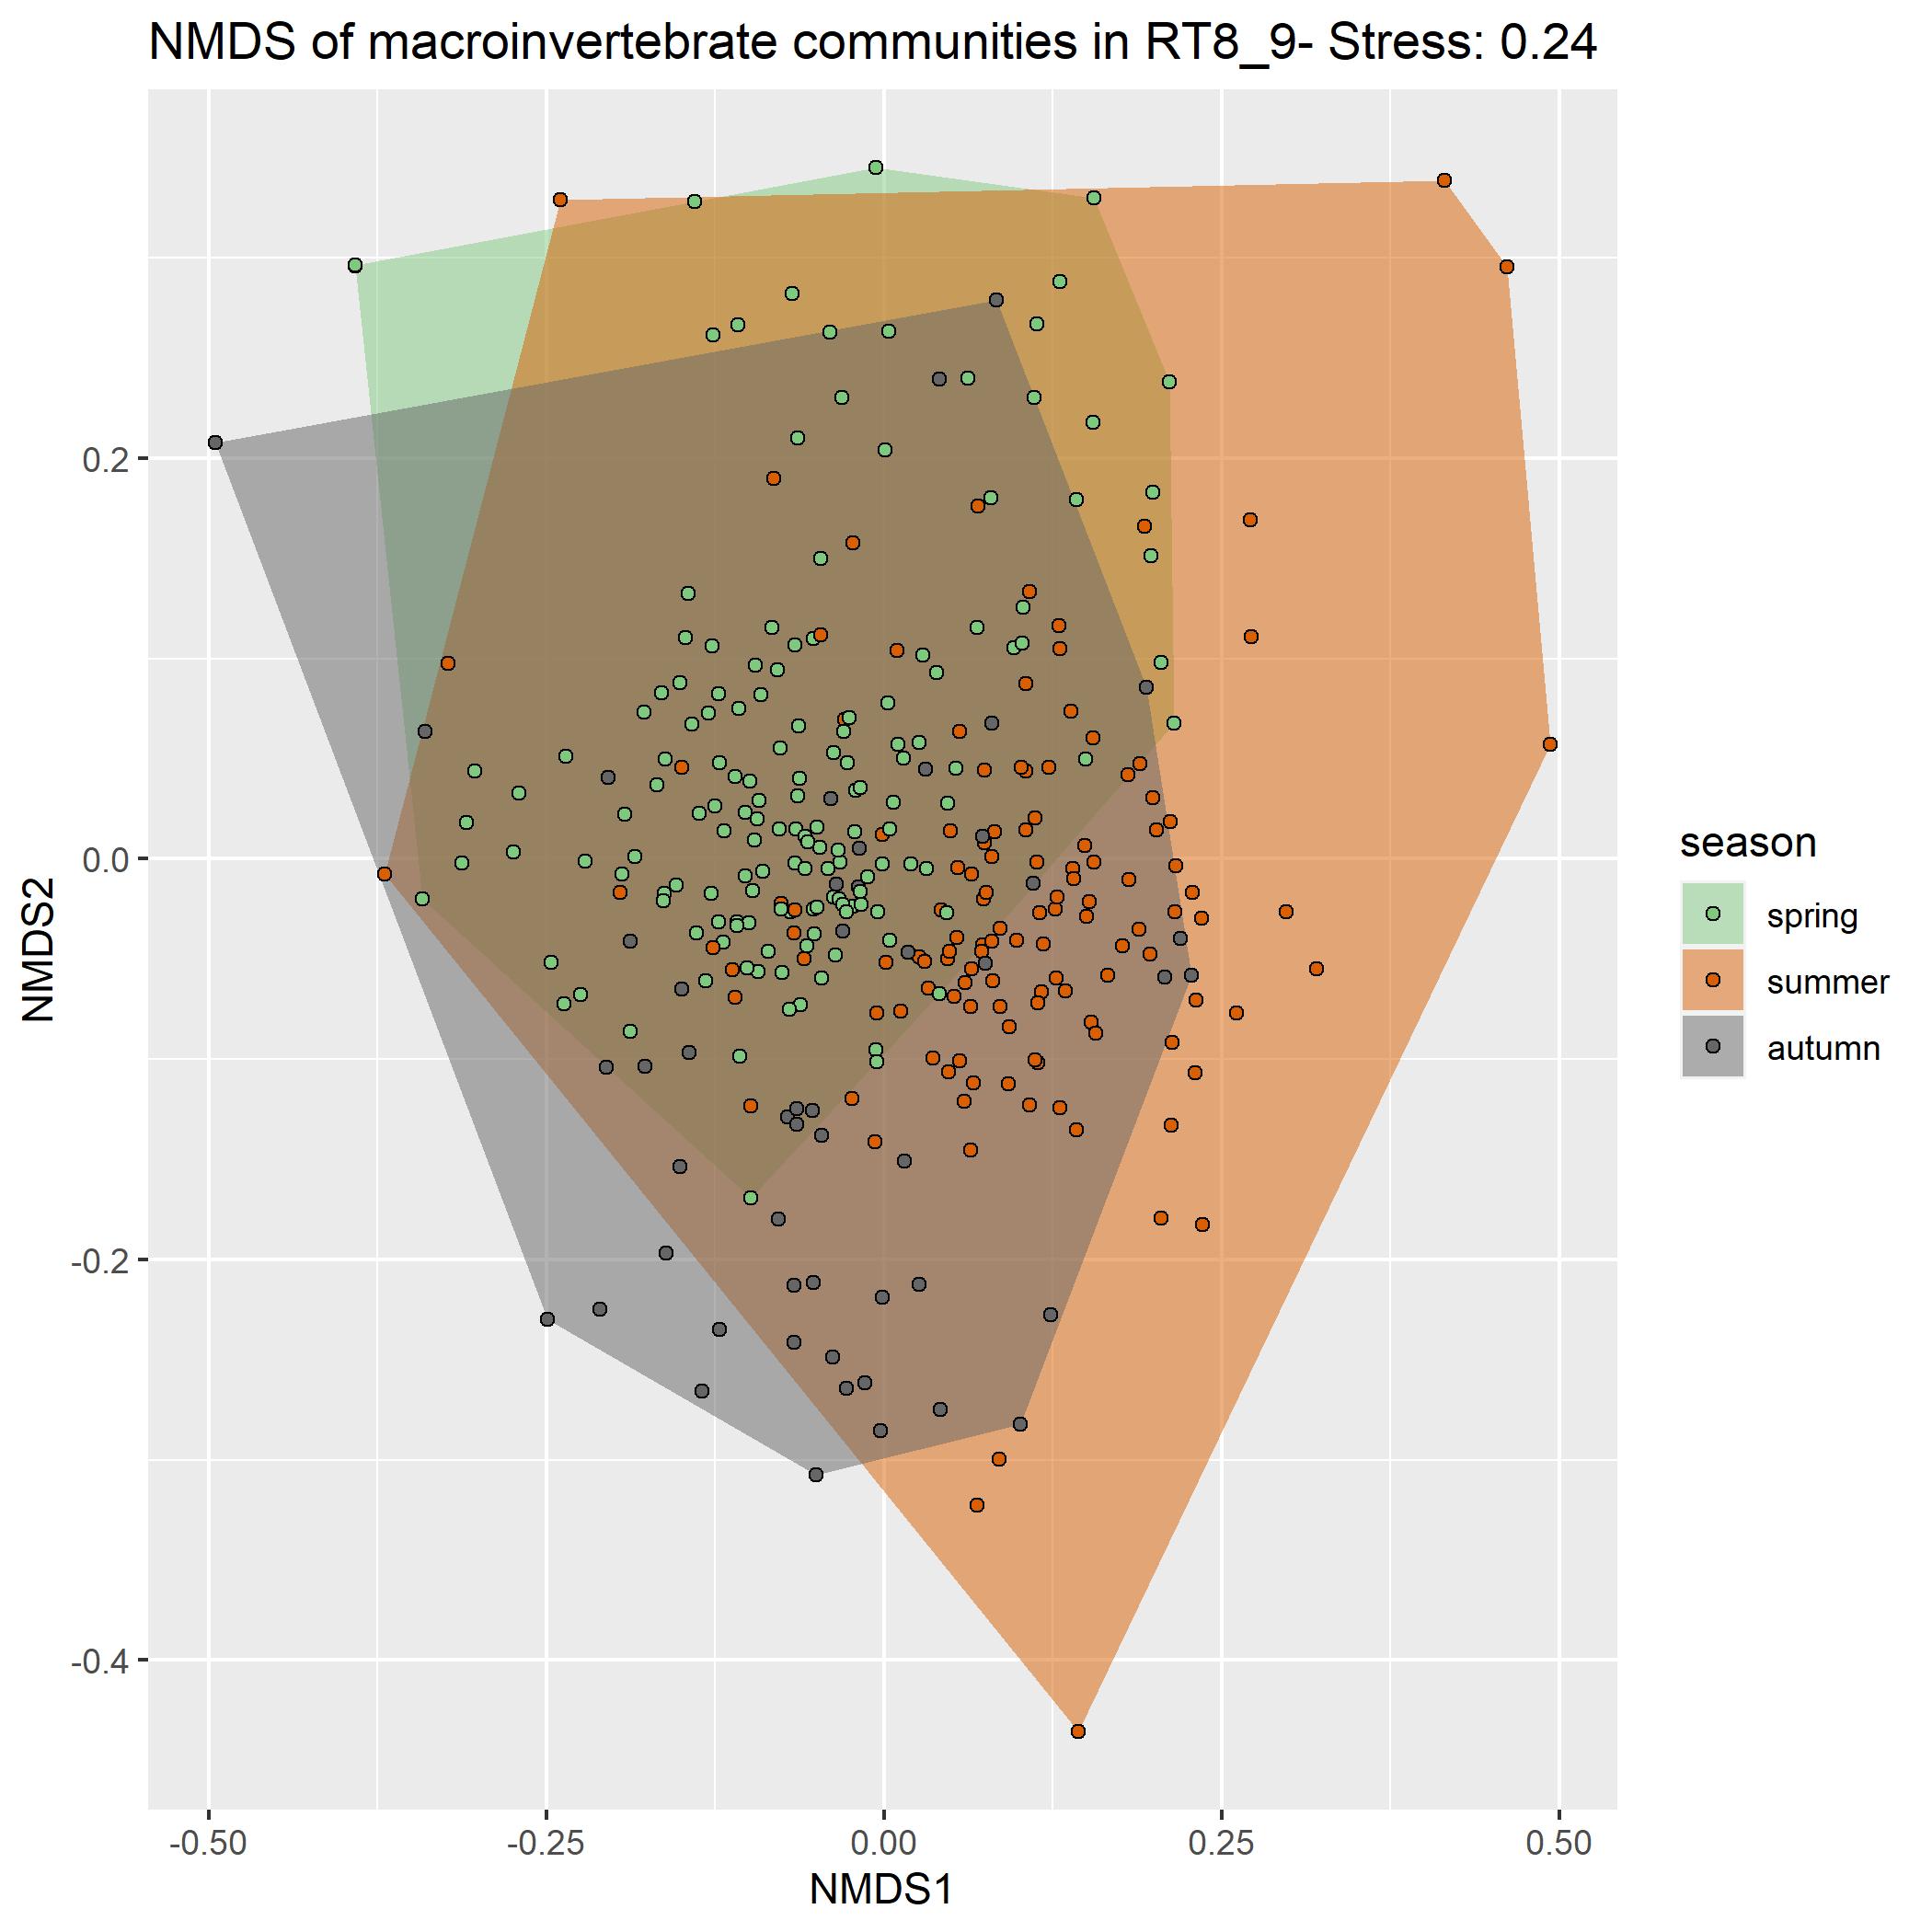 NMDS of macroinvertebrate communities in RT8_9- Stress: 0.24
0.2
0.0
-0.2
-0.4
NMDS2
-0.50 -0.25 0.00 0.25 0.50
NMDS1
season
spring
summer
autumn